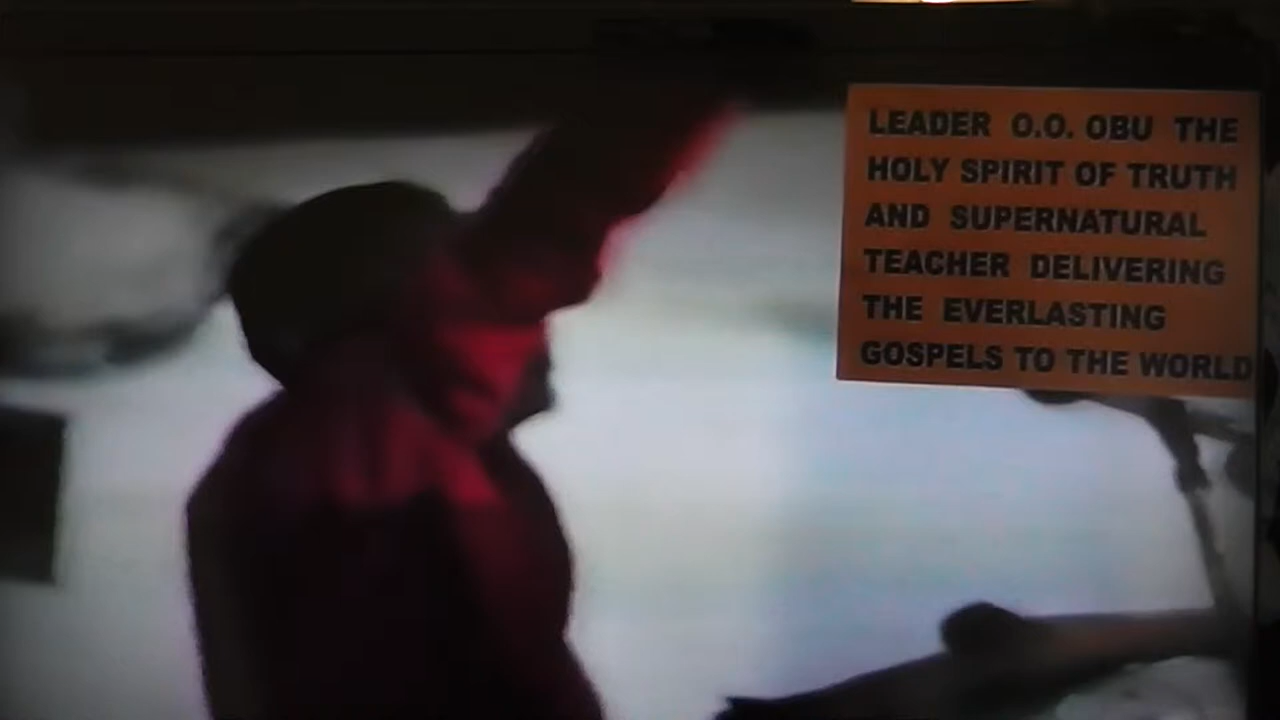 LEADER O.O. OBU THE
HOLY SPIRIT OF TRUTH
AND SUPERNATURAL
TEACHER DELIVERING
THE EVERLASTING
GOSPELS TO THE WORLD